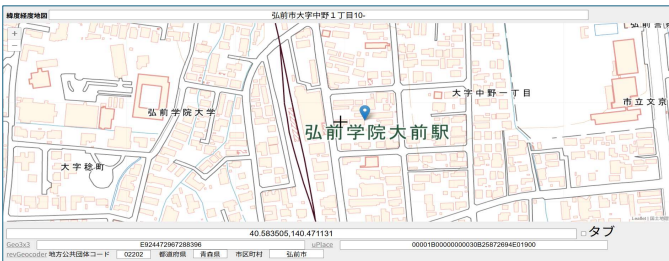 緯度経度地図 弘前市大字中野1丁目10-
+
−
弘前学院大学
大字中野一丁目
市立文京
弘前学院大前駅
大字稔町
40.583505,140.471131 タブ
Geo3x3 E924472967288396 uPlace 00001B00000000030B25872694E01900
revGeocoder 地方公共団体コード 02202 都道府県 青森県 市区町村 弘前市